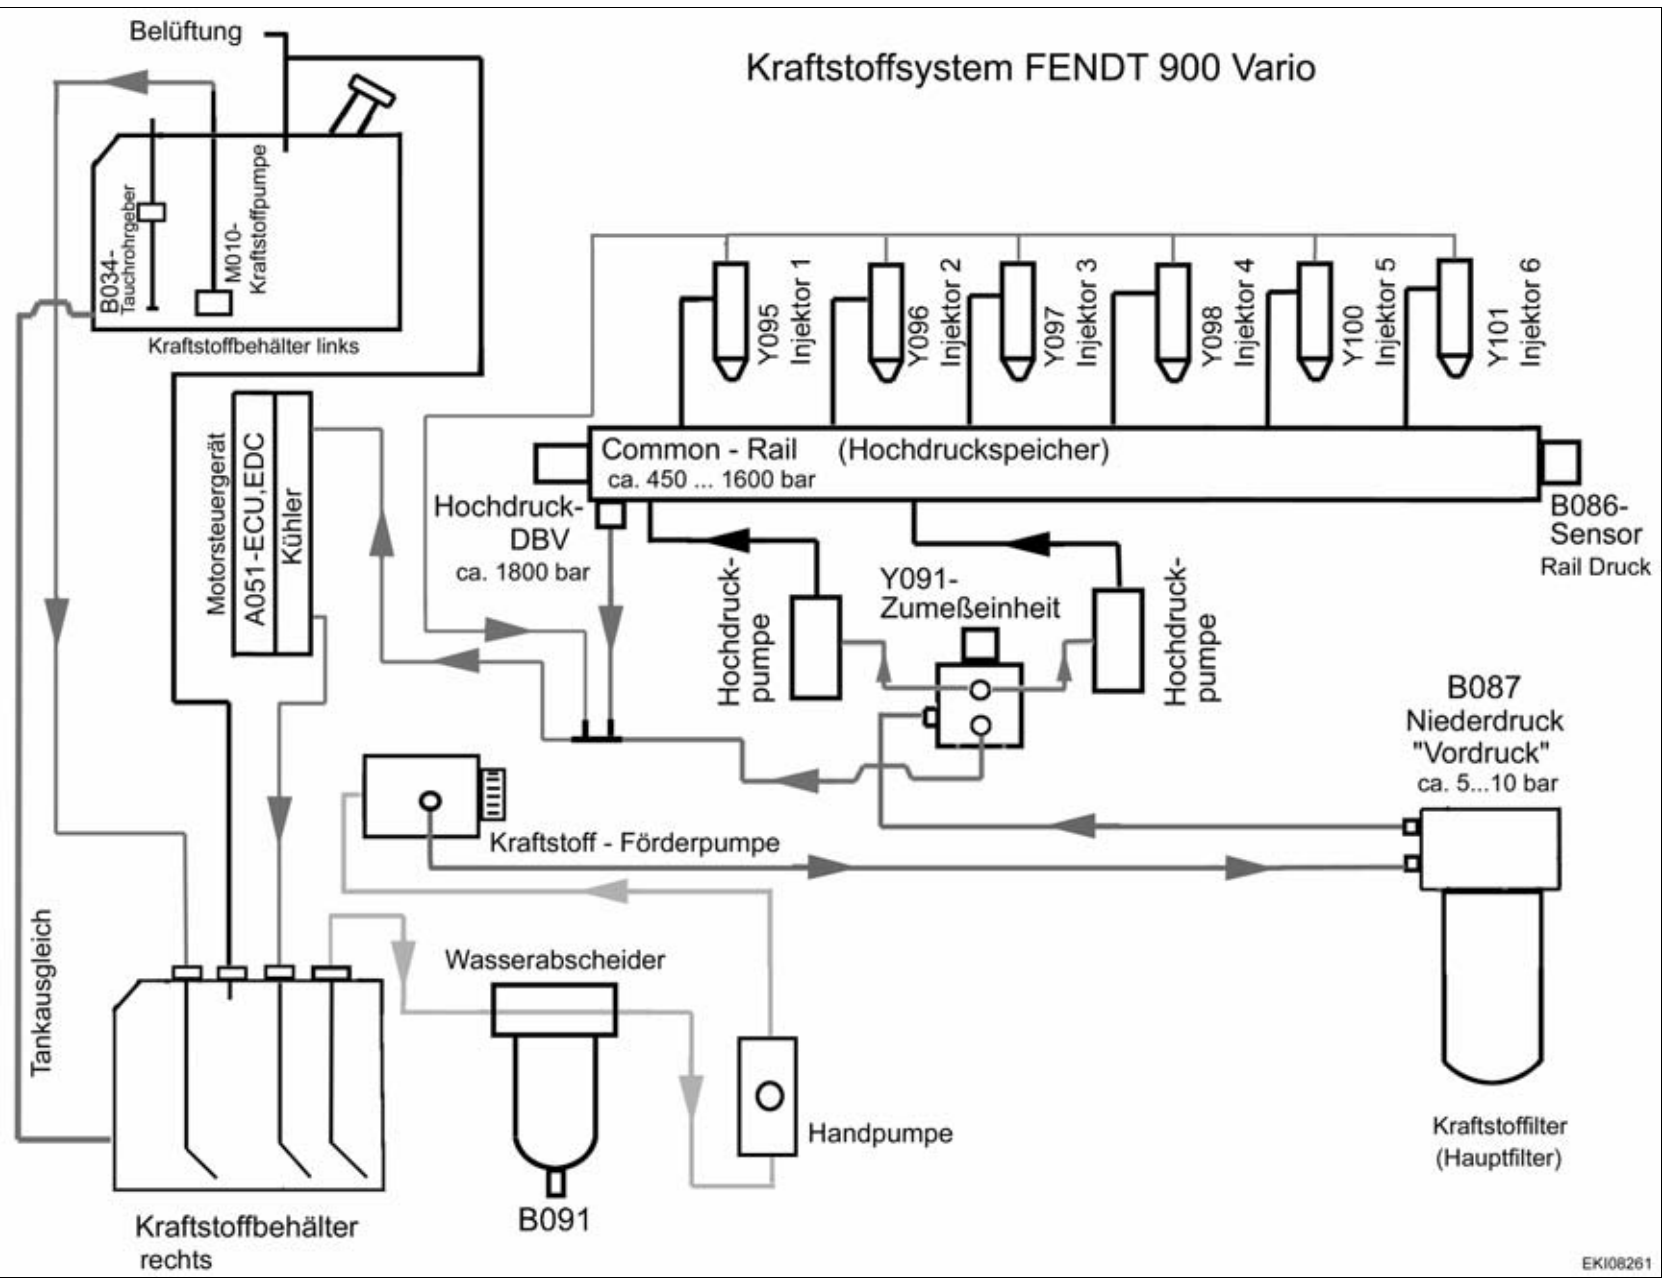 Belüftung
Kraftstoffsystem FENDT 900 Vario
B034-
Tauchrohrgeber
M010-
Kraftstoffpumpe
Kraftstoffbehälter links
Y095
Injektor 1
Y096
Injektor 2
Y097
Injektor 3
Y098
Injektor 4
Y100
Injektor 5
Y101
Injektor 6
Motorsteuergerät
A051-ECU,EDC
Kühler
Common - Rail (Hochdruckspeicher)
ca. 450 ... 1600 bar
Hochdruck-
DBV
ca. 1800 bar
B086-
Sensor
Rail Druck
Hochdruck-
pumpe
Y091-
Zumeßeinheit
Hochdruck-
pumpe
B087
Niederdruck
"Vordruck"
ca. 5...10 bar
Kraftstoff - Förderpumpe
Tankausgleich
Wasserabscheider
Handpumpe
B091
Kraftstoffilter
(Hauptfilter)
Kraftstoffbehälter
rechts
EKI08261